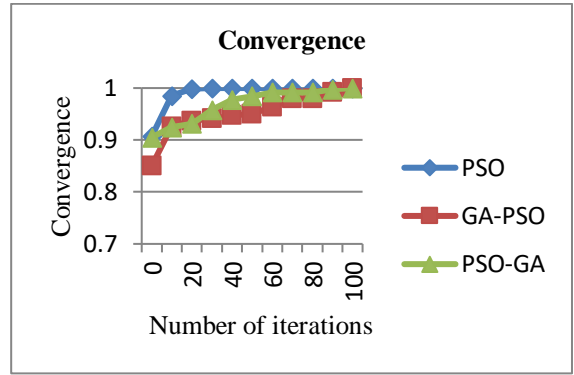 Convergence
Convergence
1
0.9
0.8
0.7
0
20
40
60
80
100
Number of iterations
PSO
GA-PSO
PSO-GA